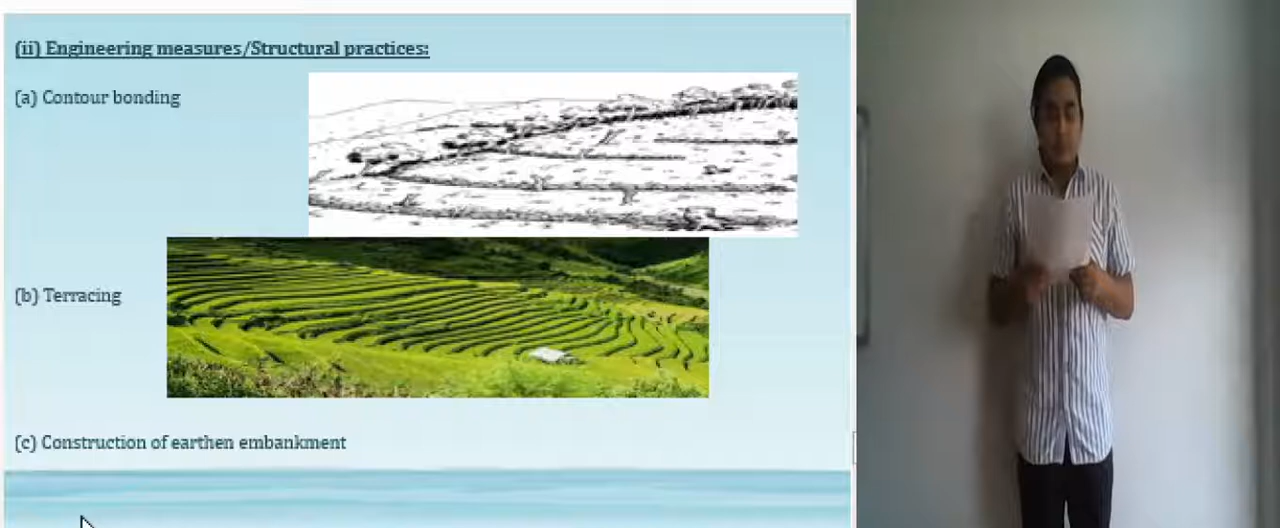 (ii) Engineering measures/Structural practices:
(a) Contour bonding
(b) Terracing
(c) Construction of earthen embankment